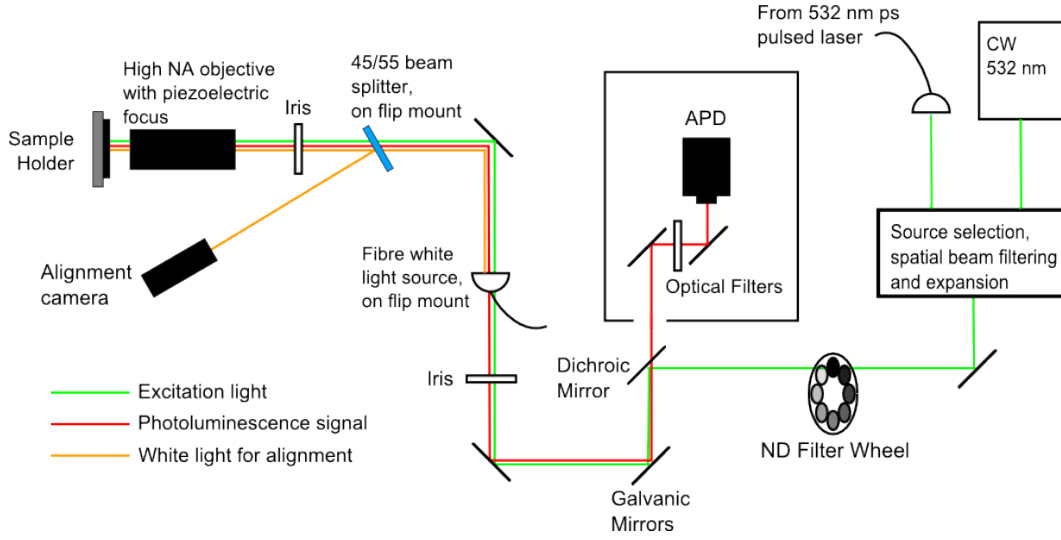 From 532 nm ps
pulsed laser
CW
532 nm
45/55 beam
splitter,
on flip mount
High NA objective
with piezoelectric
focus
Iris
APD
Sample
Holder
Source selection,
spatial beam filtering
and expansion
Fibre white
light source,
on flip mount
Alignment
camera
Optical Filters
Dichroic
Mirror
Iris
Excitation light
Photoluminescence signal
White light for alignment
ND Filter Wheel
Galvanic
Mirrors